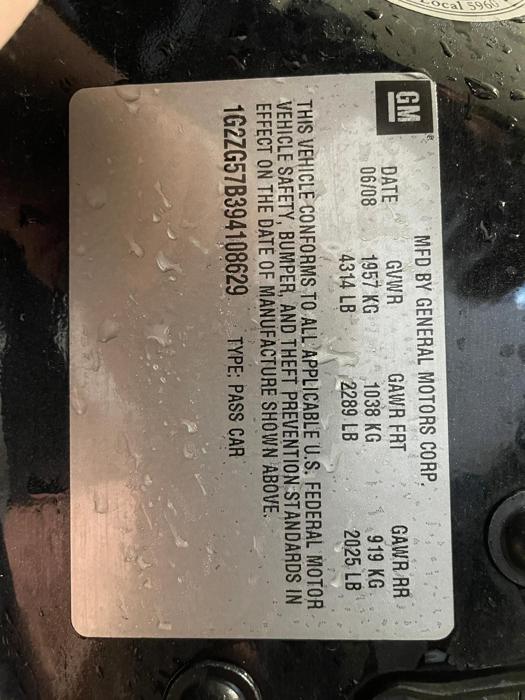 Local 5960
GM
MFD BY GENERAL MOTORS CORP.
DATE GVWR GAWR FRT GAWR RR
06/08 1957 KG 1038 KG 919 KG
4314 LB 2289 LB 2025 LB
THIS VEHICLE CONFORMS TO ALL APPLICABLE U.S. FEDERAL MOTOR
VEHICLE SAFETY, BUMPER, AND THEFT PREVENTION STANDARDS IN
EFFECT ON THE DATE OF MANUFACTURE SHOWN ABOVE.
1G2ZG57B394108629 TYPE: PASS CAR